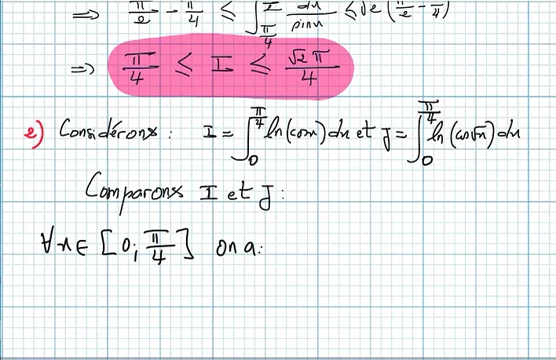 ⇒ π/2 - π/4 ≤ ∫_{π/4}^{π/2} dx/sin x ≤ √2 (π/2 - π/4)
⇒ π/4 ≤ I ≤ √2 π/4
2) Considérons : I = ∫_0^{π/4} ln(cos x) dx et J = ∫_0^{π/4} ln(cos √x) dx
Comparons I et J :
∀x ∈ [0; π/4] on a :